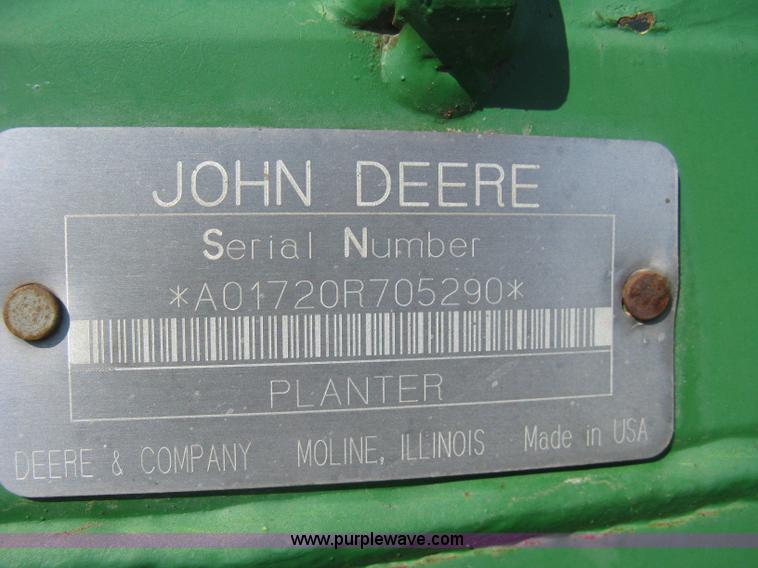 JOHN DEERE
Serial Number
*A01720R705290*
PLANTER
DEERE & COMPANY MOLINE, ILLINOIS Made in USA
www.purplewave.com